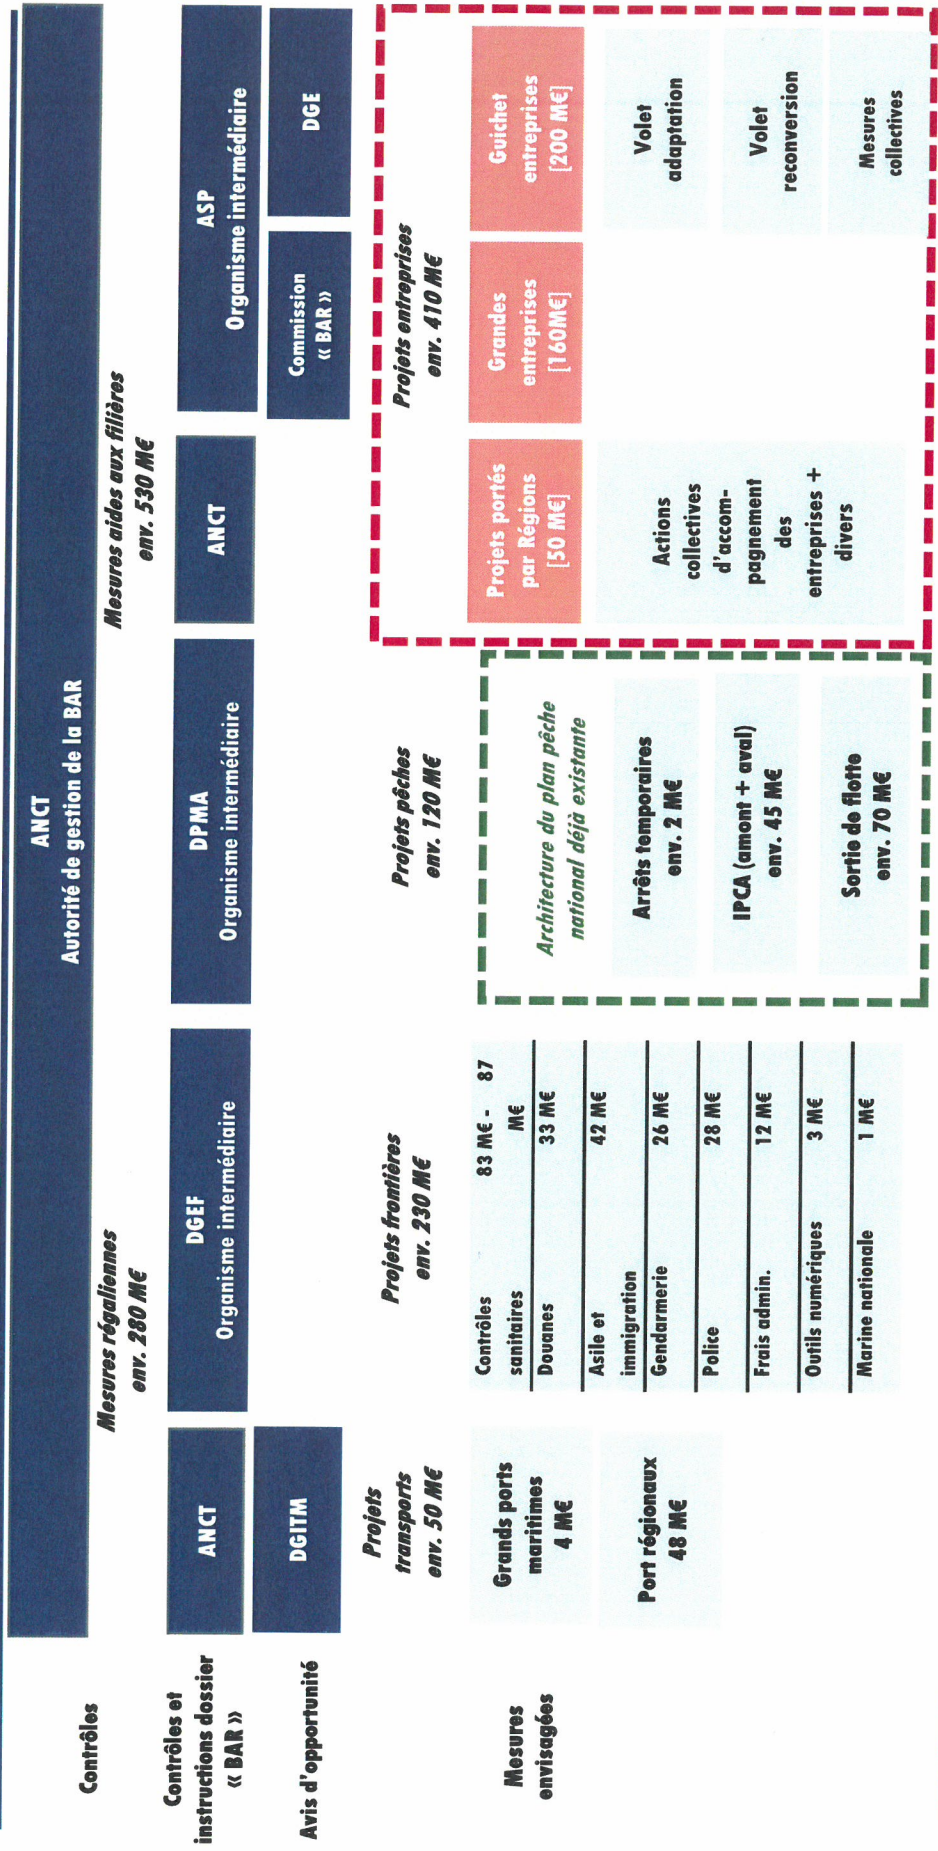 ANCT
Autorité de gestion de la BAR
Contrôles
Mesures régaliennes
env. 280 M€
Mesures aides aux filières
env. 530 M€
Contrôles et
instructions dossier
« BAR »
ANCT
DGEF
Organisme intermédiaire
DPMA
Organisme intermédiaire
ANCT
ASP
Organisme intermédiaire
Avis d'opportunité
DGITM
Commission
« BAR »
DGE
Projets
transports
env. 50 M€
Projets frontières
env. 230 M€
Projets pêches
env. 120 M€
Projets entreprises
env. 410 M€
Mesures
envisagées
Grands ports
maritimes
4 M€
Port régionaux
48 M€
Contrôles 83 M€ - 87
sanitaires M€
Douanes 33 M€
Asile et 42 M€
immigration
Gendarmerie 26 M€
Police 28 M€
Frais admin. 12 M€
Outils numériques 3 M€
Marine nationale 1 M€
Architecture du plan pêche
national déjà existante
Arrêts temporaires
env. 2 M€
IPCA (amont + aval)
env. 45 M€
Sortie de flotte
env. 70 M€
Projets portés
par Régions
[50 M€]
Grandes
entreprises
[160M€]
Guichet
entreprises
[200 M€]
Actions
collectives
d'accom-
pagnement
des
entreprises +
divers
Volet
adaptation
Volet
reconversion
Mesures
collectives